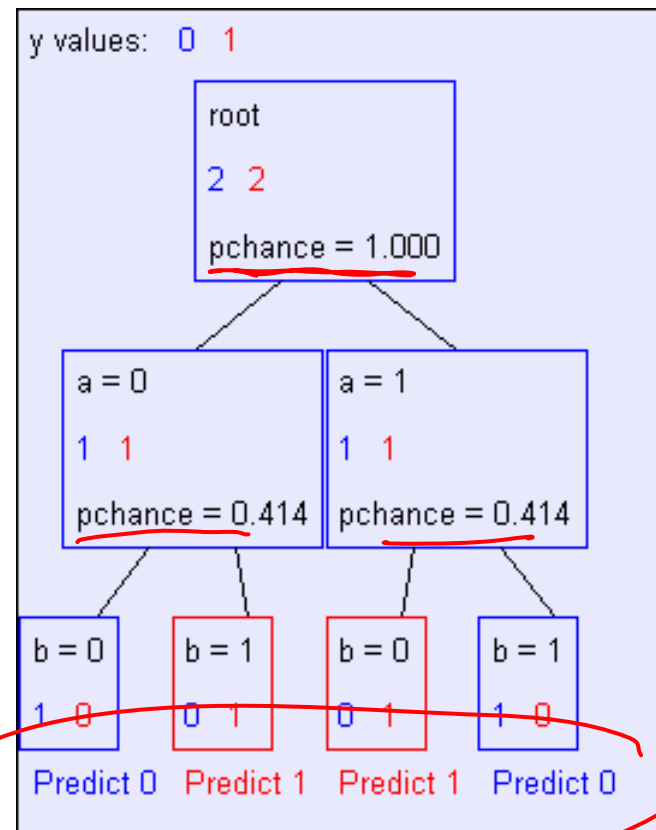 y values: 0 1
root
2 2
pchance = 1.000
a = 0 a = 1
1 1 1 1
pchance = 0.414 pchance = 0.414
b = 0 b = 1 b = 0 b = 1
1 0 0 1 0 1 1 0
Predict 0 Predict 1 Predict 1 Predict 0